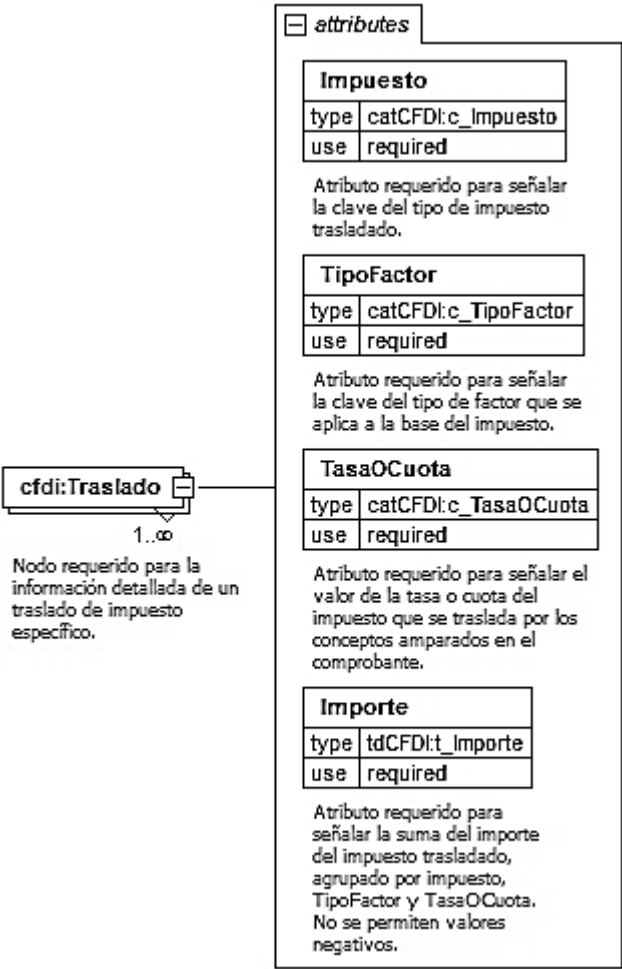 attributes
Impuesto
type catCFDI:c_Impuesto
use required
Atributo requerido para señalar
la clave del tipo de impuesto
trasladado.
TipoFactor
type catCFDI:c_TipoFactor
use required
Atributo requerido para señalar
la clave del tipo de factor que se
aplica a la base del impuesto.
cfdi:Traslado
1..∞
Nodo requerido para la
información detallada de un
traslado de impuesto
específico.
TasaOCuota
type catCFDI:c_TasaOCuota
use required
Atributo requerido para señalar el
valor de la tasa o cuota del
impuesto que se traslada por los
conceptos amparados en el
comprobante.
Importe
type tdCFDI:t_Importe
use required
Atributo requerido para
señalar la suma del importe
del impuesto trasladado,
agrupado por impuesto,
TipoFactor y TasaOCuota.
No se permiten valores
negativos.